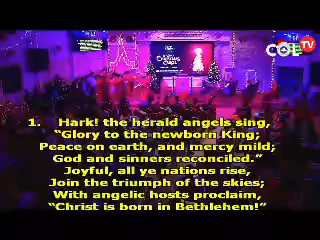 COL TV
1. Hark! the herald angels sing,
“Glory to the newborn King;
Peace on earth, and mercy mild;
God and sinners reconciled.”
Joyful, all ye nations rise,
Join the triumph of the skies;
With angelic hosts proclaim,
“Christ is born in Bethlehem!”